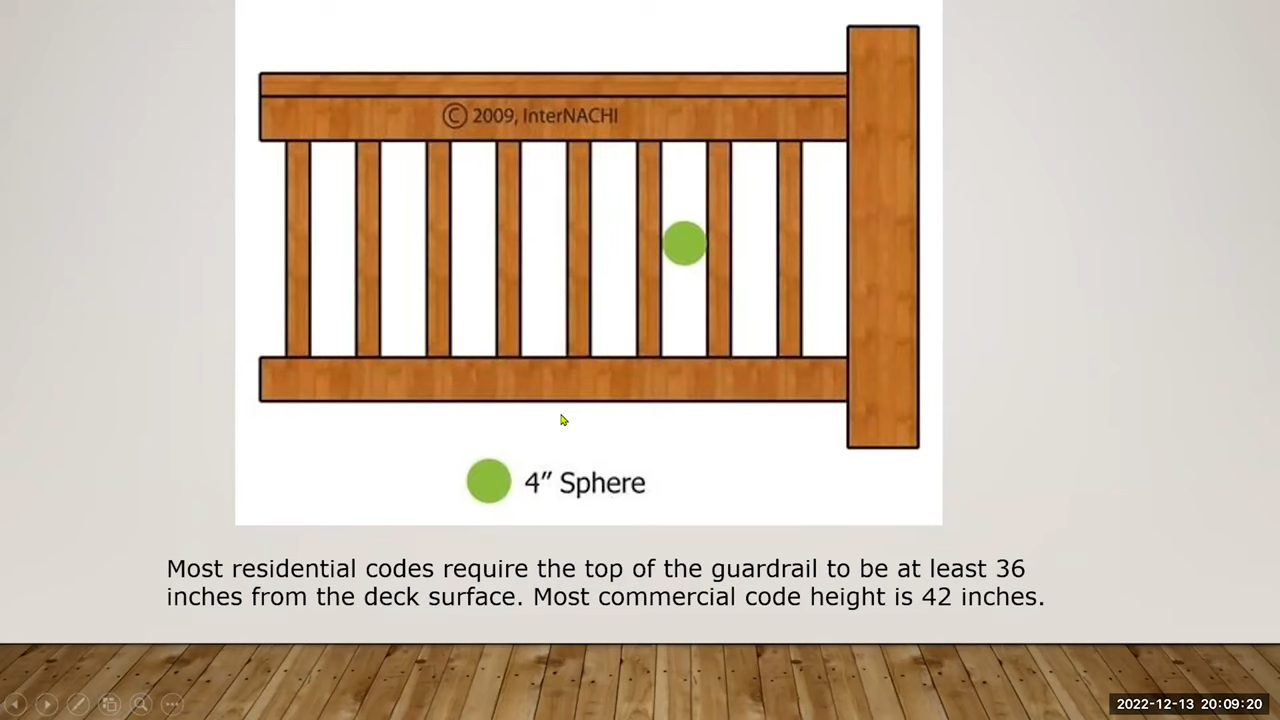 © 2009, InterNACHI
4” Sphere
Most residential codes require the top of the guardrail to be at least 36
inches from the deck surface. Most commercial code height is 42 inches.
2022-12-13 20:09:20